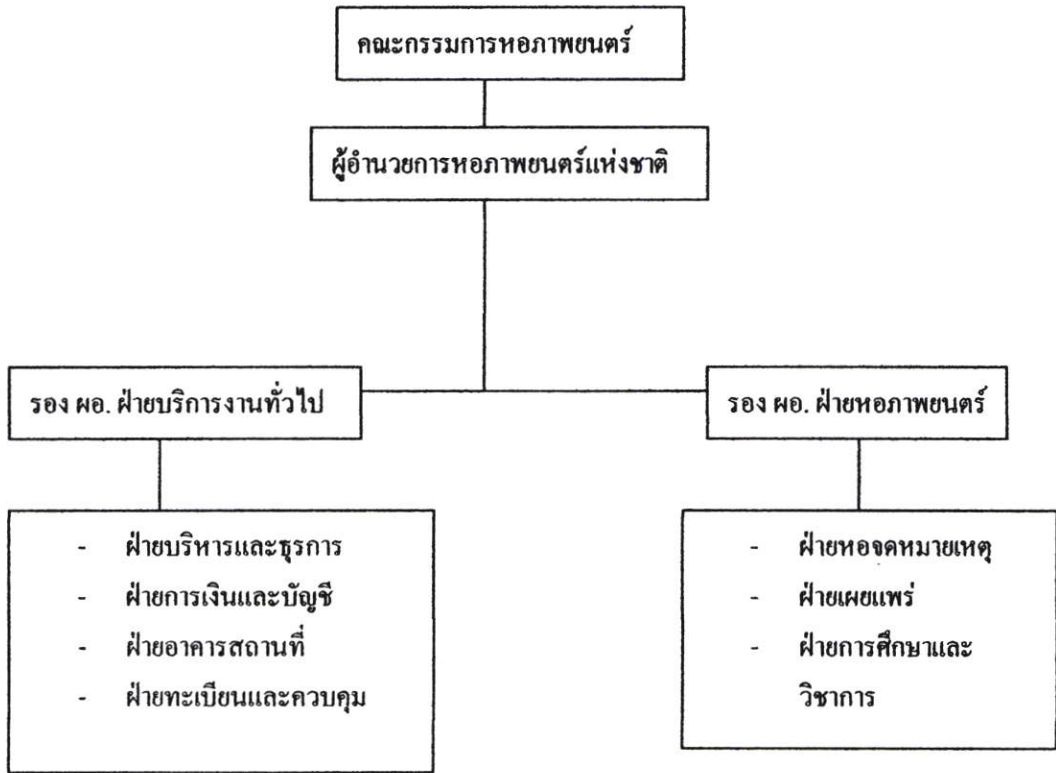 คณะกรรมการหอภาพยนตร์
ผู้อำนวยการหอภาพยนตร์แห่งชาติ
รอง ผอ. ฝ่ายบริการงานทั่วไป
รอง ผอ. ฝ่ายหอภาพยนตร์
- ฝ่ายบริหารและธุรการ
- ฝ่ายการเงินและบัญชี
- ฝ่ายอาคารสถานที่
- ฝ่ายทะเบียนและควบคุม
- ฝ่ายหอจดหมายเหตุ
- ฝ่ายเผยแพร่
- ฝ่ายการศึกษาและ
วิชาการ